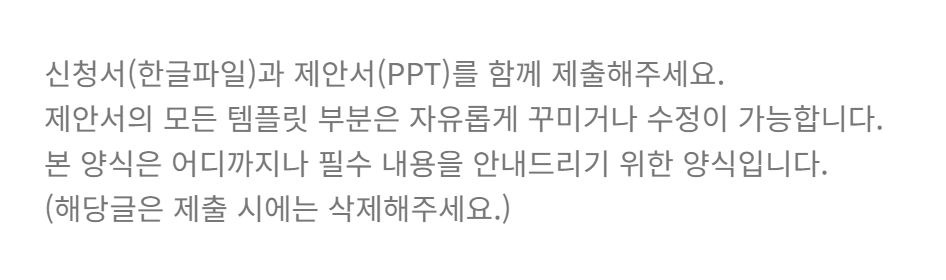 신청서(한글파일)과 제안서(PPT)를 함께 제출해주세요.
제안서의 모든 템플릿 부분은 자유롭게 꾸미거나 수정이 가능합니다.
본 양식은 어디까지나 필수 내용을 안내드리기 위한 양식입니다.
(해당글은 제출 시에는 삭제해주세요.)